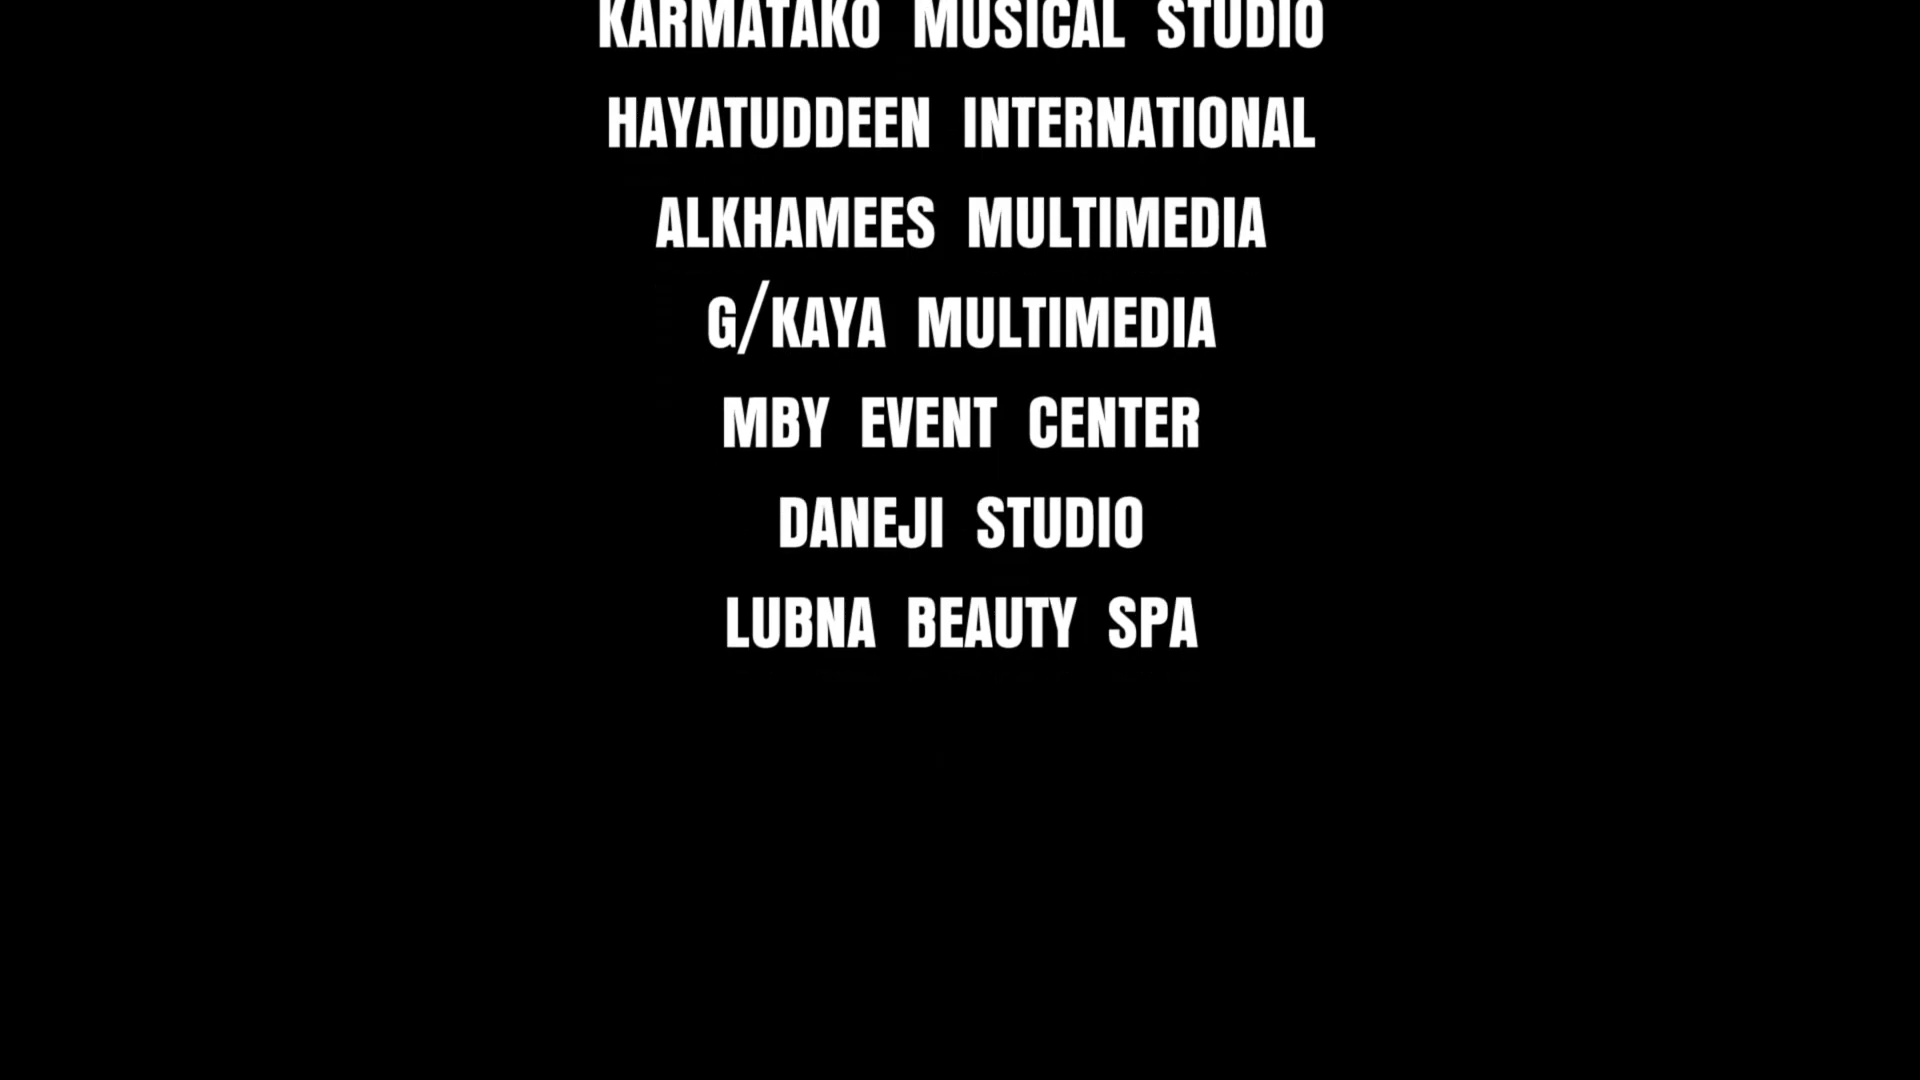 KARMATAKO MUSICAL STUDIO
HAYATUDDEEN INTERNATIONAL
ALKHAMEES MULTIMEDIA
G/KAYA MULTIMEDIA
MBY EVENT CENTER
DANEJI STUDIO
LUBNA BEAUTY SPA